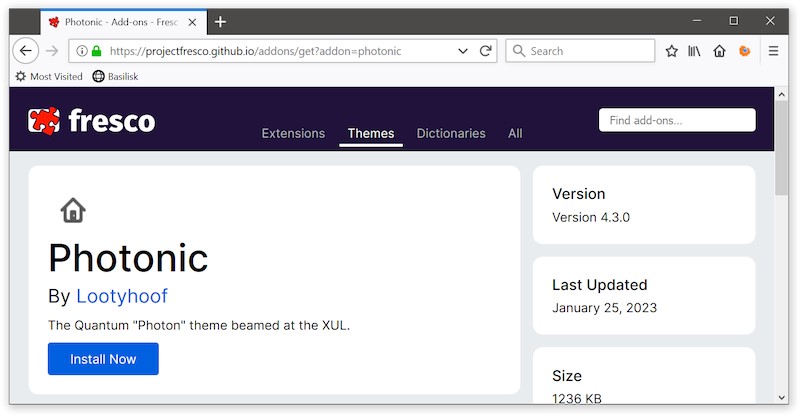 Photonic - Add-ons - Fresc
https://projectfresco.github.io/addons/get?addon=photonic
Search
Most Visited
Basilisk
fresco
Extensions
Themes
Dictionaries
All
Find add-ons...
Photonic
By Lootyhoof
The Quantum "Photon" theme beamed at the XUL.
Install Now
Version
Version 4.3.0
Last Updated
January 25, 2023
Size
1236 KB